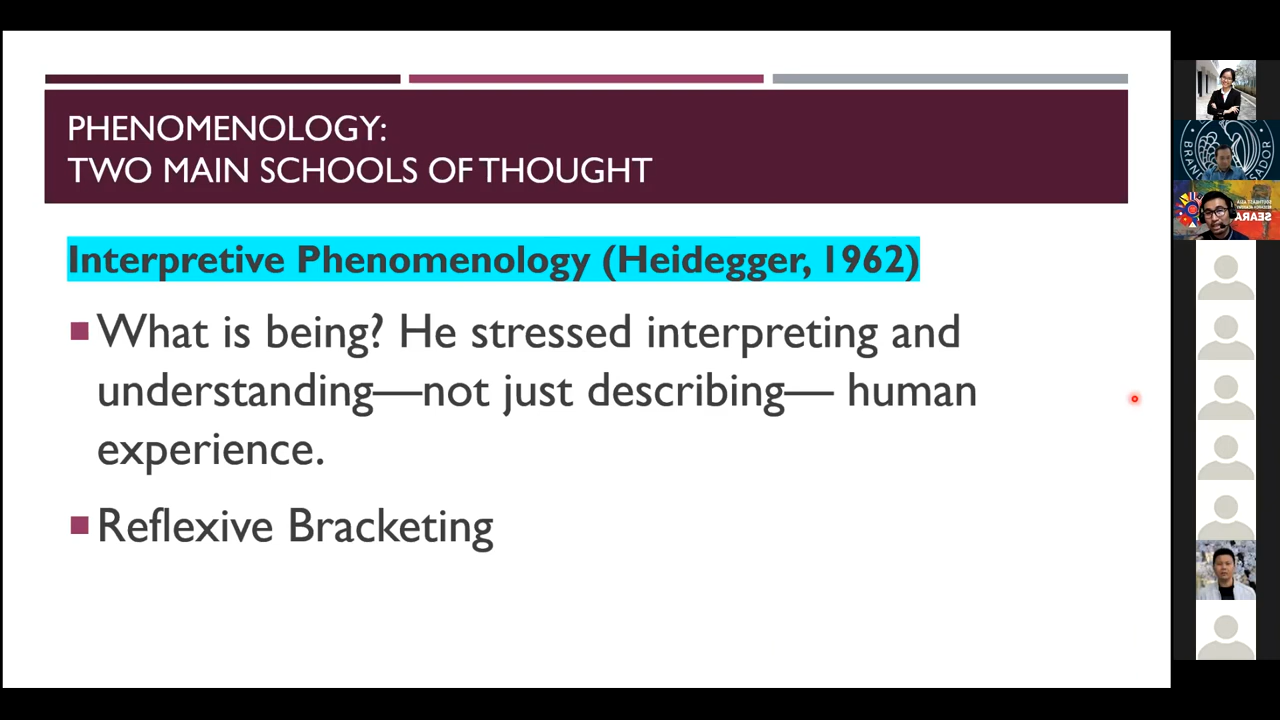 PHENOMENOLOGY:
TWO MAIN SCHOOLS OF THOUGHT
Interpretive Phenomenology (Heidegger, 1962)
What is being? He stressed interpreting and
understanding—not just describing— human
experience.
Reflexive Bracketing